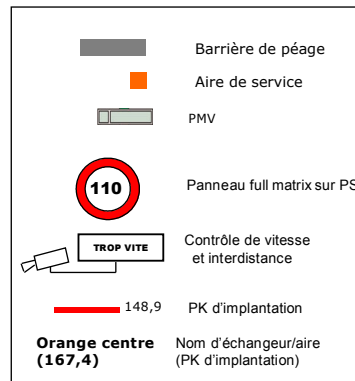 Barrière de péage
Aire de service
PMV
110
Panneau full matrix sur PS
TROP VITE
Contrôle de vitesse
et interdistance
148,9
PK d'implantation
Orange centre
(167,4)
Nom d'échangeur/aire
(PK d'implantation)